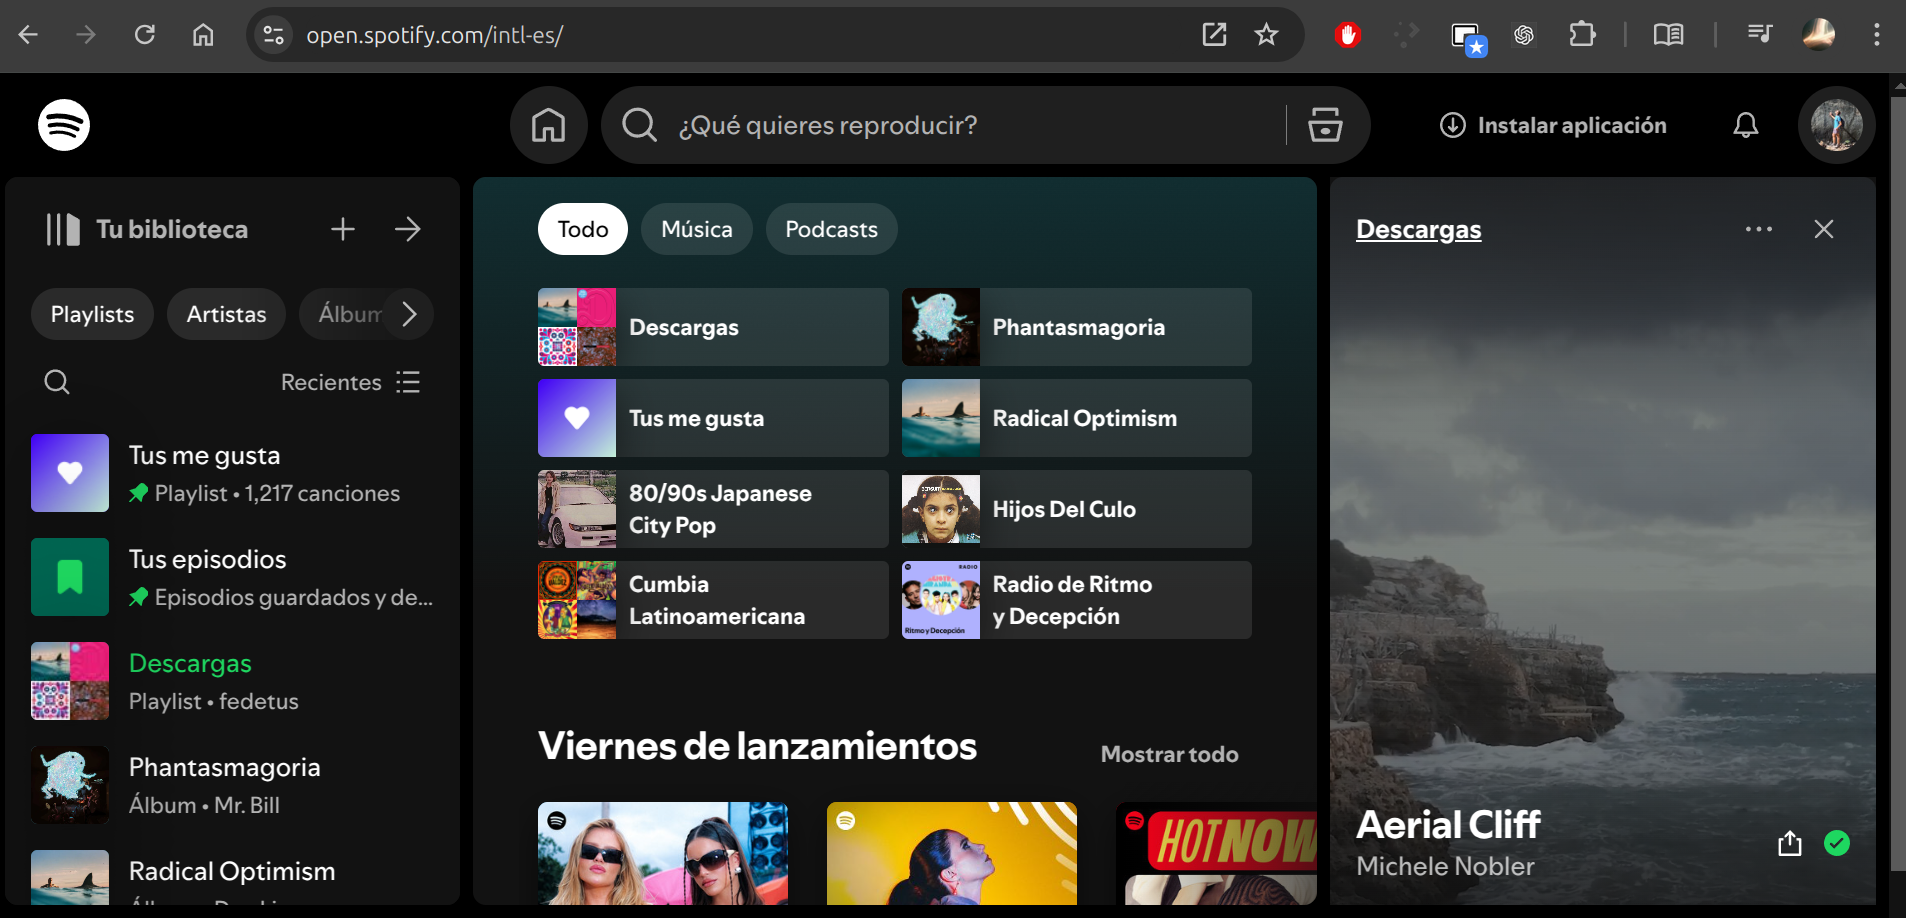 open.spotify.com/intl-es/
¿Qué quieres reproducir?
Instalar aplicación
Tu biblioteca
Playlists
Artistas
Álbum
Recientes
Tus me gusta
Playlist • 1,217 canciones
Tus episodios
Episodios guardados y de...
Descargas
Playlist • fedetus
Phantasmagoria
Álbum • Mr. Bill
Radical Optimism
Todo
Música
Podcasts
Descargas
Phantasmagoria
Tus me gusta
Radical Optimism
80/90s Japanese
City Pop
Hijos Del Culo
Cumbia
Latinoamericana
RADIO
Ritmo y Decepción
Radio de Ritmo
y Decepción
Viernes de lanzamientos
Mostrar todo
HOT NOW
Descargas
Aerial Cliff
Michele Nobler